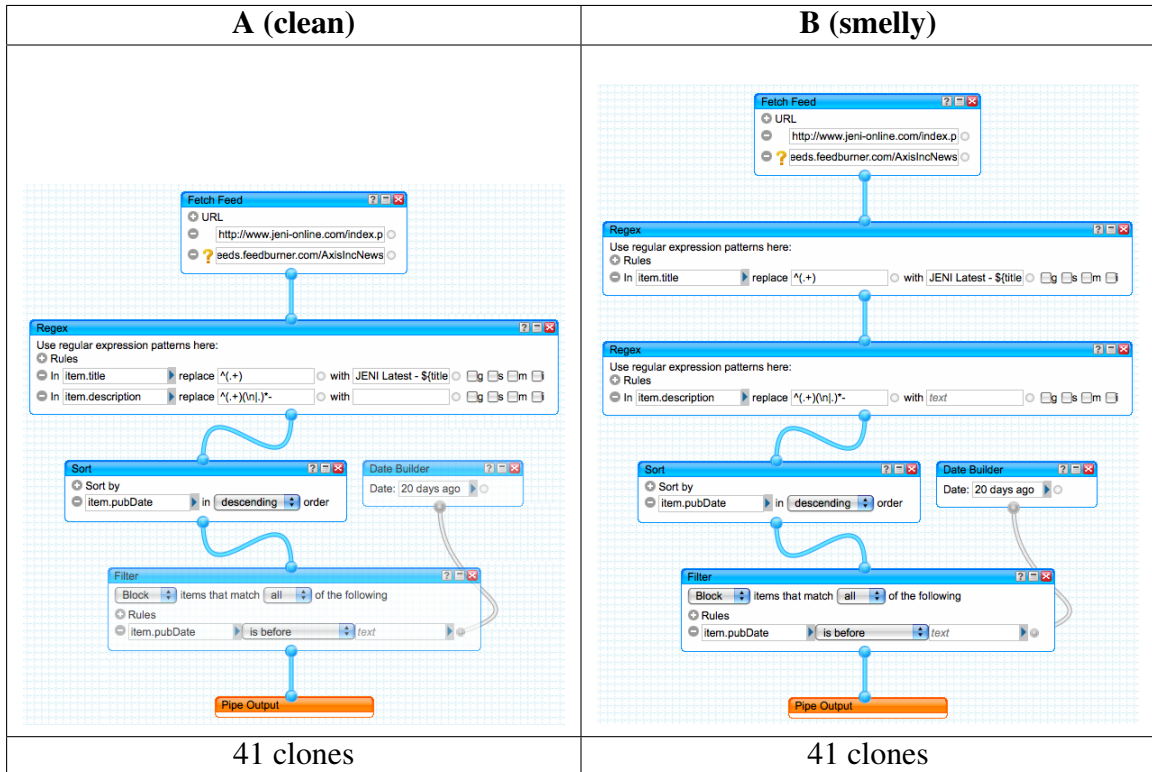 A (clean)
B (smelly)
Fetch Feed
URL
http://www.jeni-online.com/index.p
eeds.feedburner.com/AxisIncNews
Regex
Use regular expression patterns here:
Rules
In item.title replace ^(.+) with JENI Latest - ${title g s m i
In item.description replace ^(.+)(\n|.)*- with g s m i
Sort
Sort by
item.pubDate in descending order
Date Builder
Date: 20 days ago
Filter
Block items that match all of the following
Rules
item.pubDate is before text
Pipe Output
41 clones
Fetch Feed
URL
http://www.jeni-online.com/index.p
eeds.feedburner.com/AxisIncNews
Regex
Use regular expression patterns here:
Rules
In item.title replace ^(.+) with JENI Latest - ${title g s m i
Regex
Use regular expression patterns here:
Rules
In item.description replace ^(.+)(\n|.)*- with text g s m i
Sort
Sort by
item.pubDate in descending order
Date Builder
Date: 20 days ago
Filter
Block items that match all of the following
Rules
item.pubDate is before text
Pipe Output
41 clones